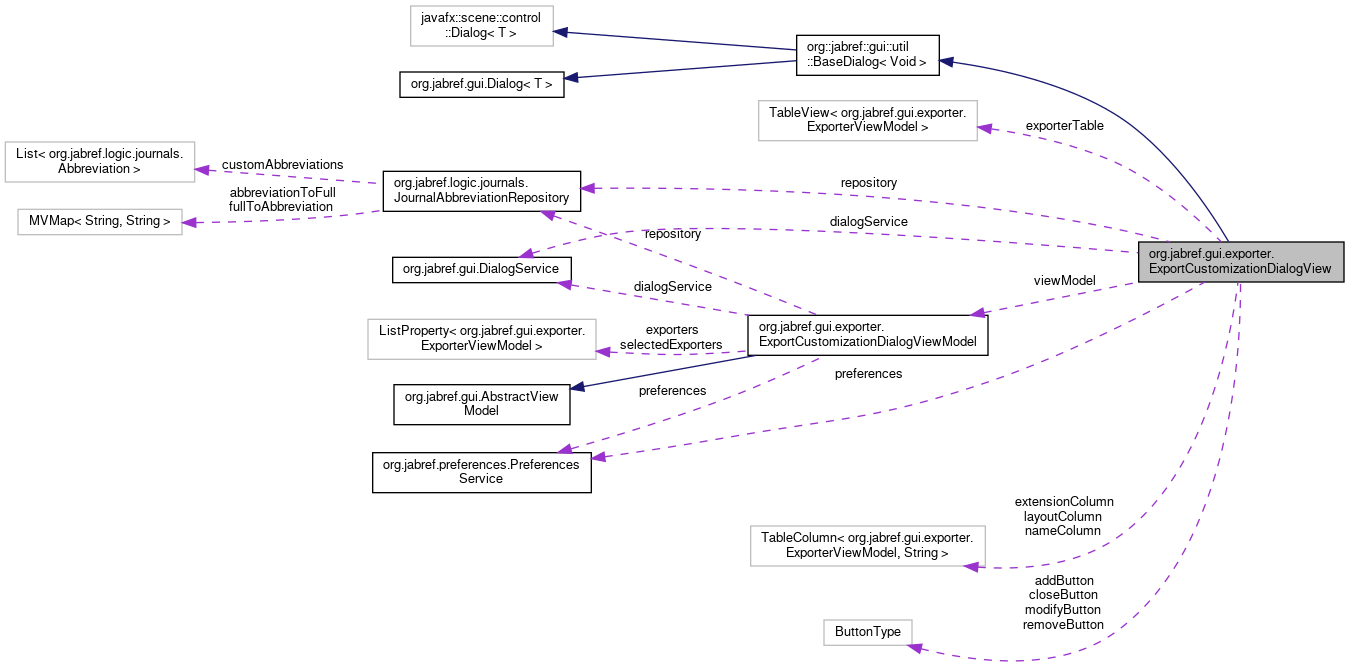 javafx::scene::control
::Dialog< T >
org::jabref::gui::util
::BaseDialog< Void >
org.jabref.gui.Dialog< T >
TableView< org.jabref.gui.exporter.
ExporterViewModel >
exporterTable
List< org.jabref.logic.journals.
Abbreviation >
customAbbreviations
org.jabref.logic.journals.
JournalAbbreviationRepository
repository
abbreviationToFull
fullToAbbreviation
MVMap< String, String >
dialogService
repository
org.jabref.gui.exporter.
ExportCustomizationDialogView
org.jabref.gui.DialogService
dialogService
viewModel
ListProperty< org.jabref.gui.exporter.
ExporterViewModel >
exporters
selectedExporters
org.jabref.gui.exporter.
ExportCustomizationDialogViewModel
preferences
org.jabref.gui.AbstractView
Model
preferences
org.jabref.preferences.Preferences
Service
extensionColumn
layoutColumn
nameColumn
TableColumn< org.jabref.gui.exporter.
ExporterViewModel, String >
addButton
closeButton
modifyButton
removeButton
ButtonType